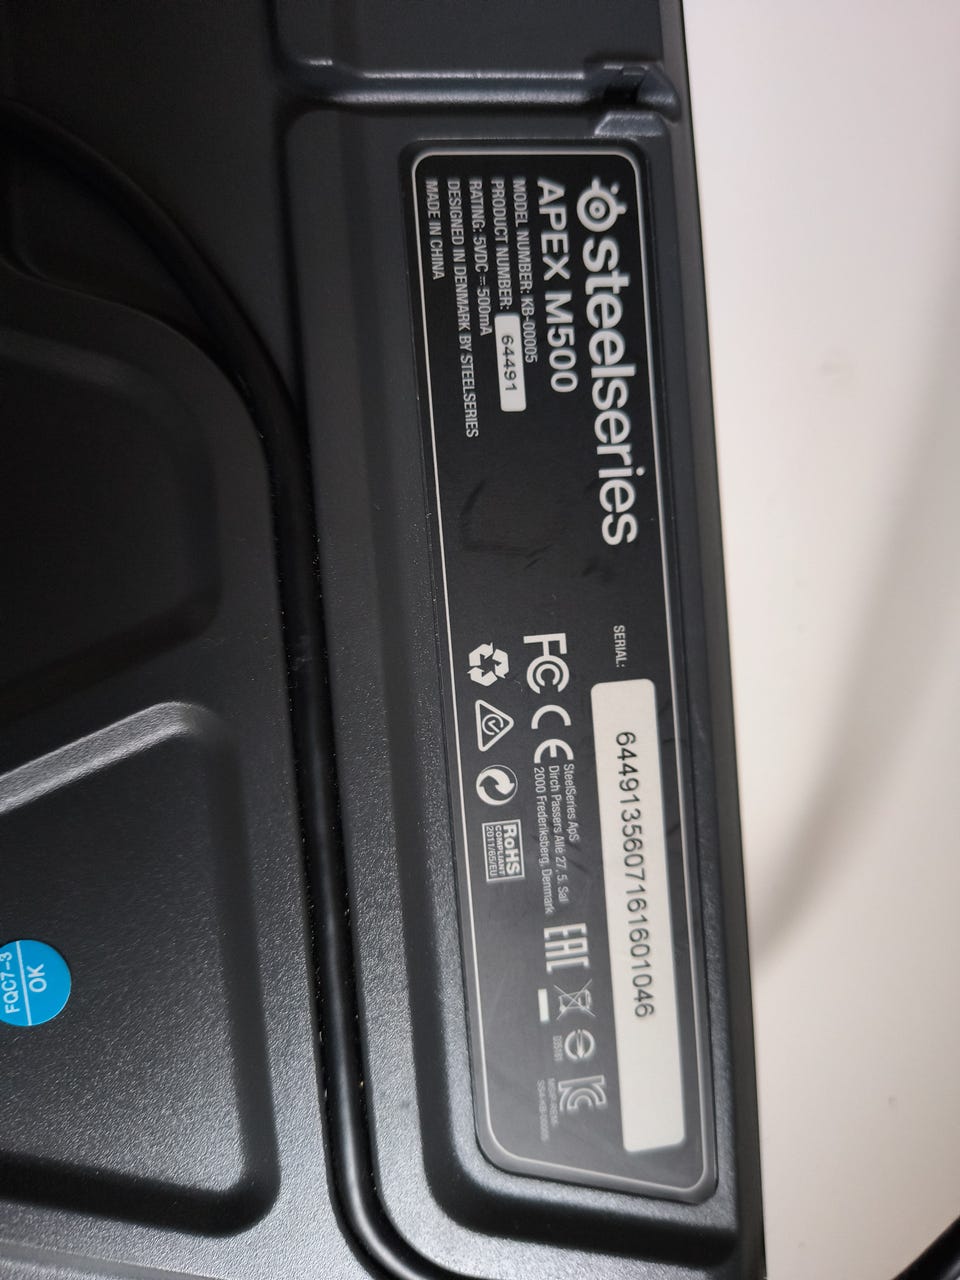 steelseries
APEX M500
MODEL NUMBER: KB-00005
PRODUCT NUMBER: 64491
RATING: 5VDC ⎓ 500mA
DESIGNED IN DENMARK BY STEELSERIES
MADE IN CHINA
SERIAL: 6449135607161601046
FC CE
SteelSeries ApS
Dirch Passers Allé 27, 5. Sal
2000 Frederiksberg, Denmark
RoHS
COMPLIANT
2011/65/EU
EAC
FQC7-3
OK